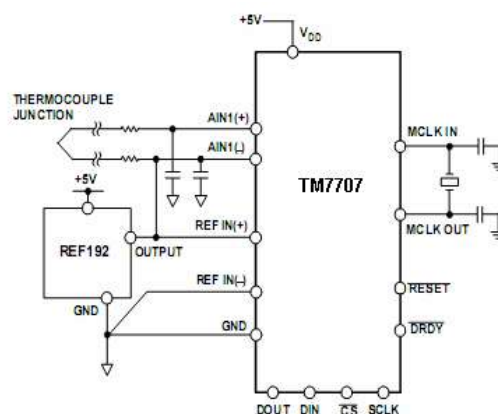 +5V
V_DD
THERMOCOUPLE
JUNCTION
AIN1(+)
AIN1(-)
MCLK IN
TM7707
+5V
REF IN(+)
MCLK OUT
REF192
OUTPUT
REF IN(-)
RESET
GND
GND
DRDY
DOUT DIN CS SCLK